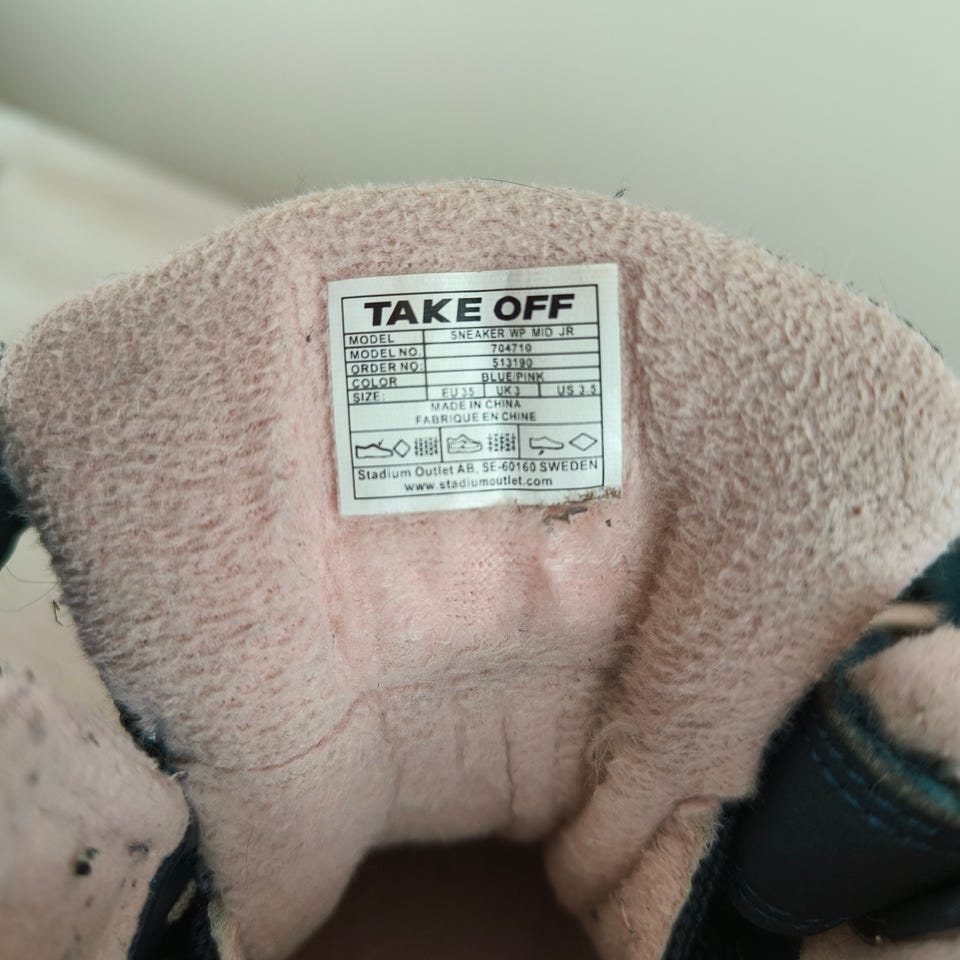 TAKE OFF
MODEL SNEAKER WP MID JR
MODEL NO. 704710
ORDER NO. 513190
COLOR BLUE/PINK
SIZE: EU 35 UK 3 US 3.5
MADE IN CHINA
FABRIQUE EN CHINE
Stadium Outlet AB, SE-60160 SWEDEN
www.stadiumoutlet.com